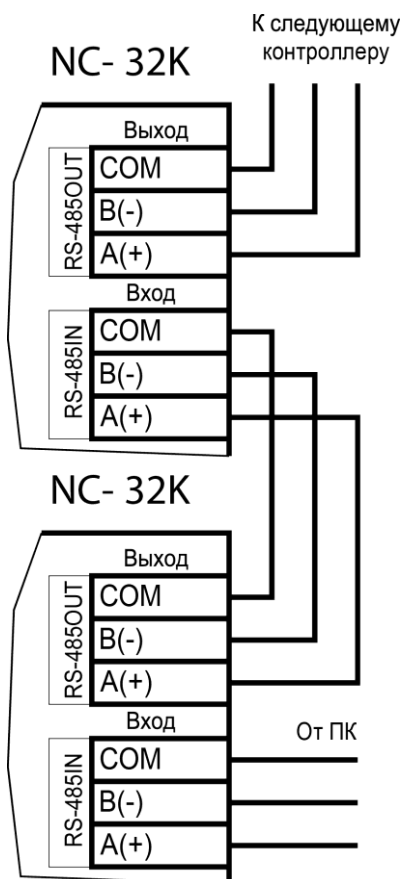 К следующему
контроллеру
NC- 32K
Выход
RS-485OUT
COM
B(-)
A(+)
Вход
RS-485IN
COM
B(-)
A(+)
NC- 32K
Выход
RS-485OUT
COM
B(-)
A(+)
Вход
От ПК
RS-485IN
COM
B(-)
A(+)